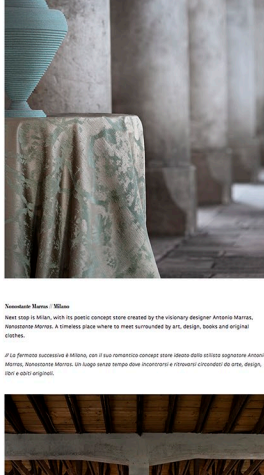 Nonostante Marras // Milano
Next stop is Milan, with its poetic concept store created by the visionary designer Antonio Marras,
Nonostante Marras. A timeless place where to meet surrounded by art, design, books and original
clothes.
// La fermata successiva è Milano, con il suo romantico concept store ideato dallo stilista sognatore Antonio
Marras, Nonostante Marras. Un luogo senza tempo dove incontrarsi e ritrovarsi circondati da arte, design,
libri e abiti originali.